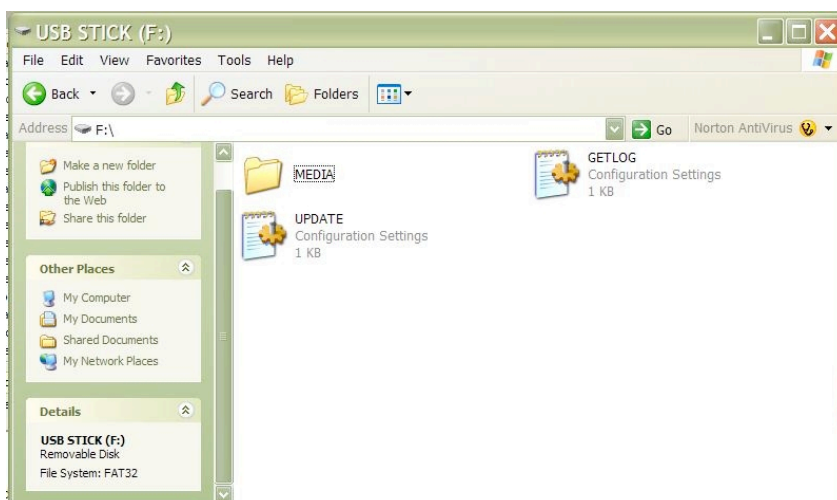 USB STICK (F:)
File Edit View Favorites Tools Help
Back Search Folders
Address F:\ Go Norton AntiVirus
Make a new folder
Publish this folder to
the Web
Share this folder
Other Places
My Computer
My Documents
Shared Documents
My Network Places
Details
USB STICK (F:)
Removable Disk
File System: FAT32
MEDIA
GETLOG
Configuration Settings
1 KB
UPDATE
Configuration Settings
1 KB